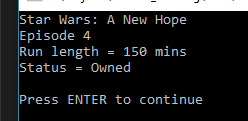 Star Wars: A New Hope
Episode 4
Run length = 150 mins
Status = Owned
Press ENTER to continue